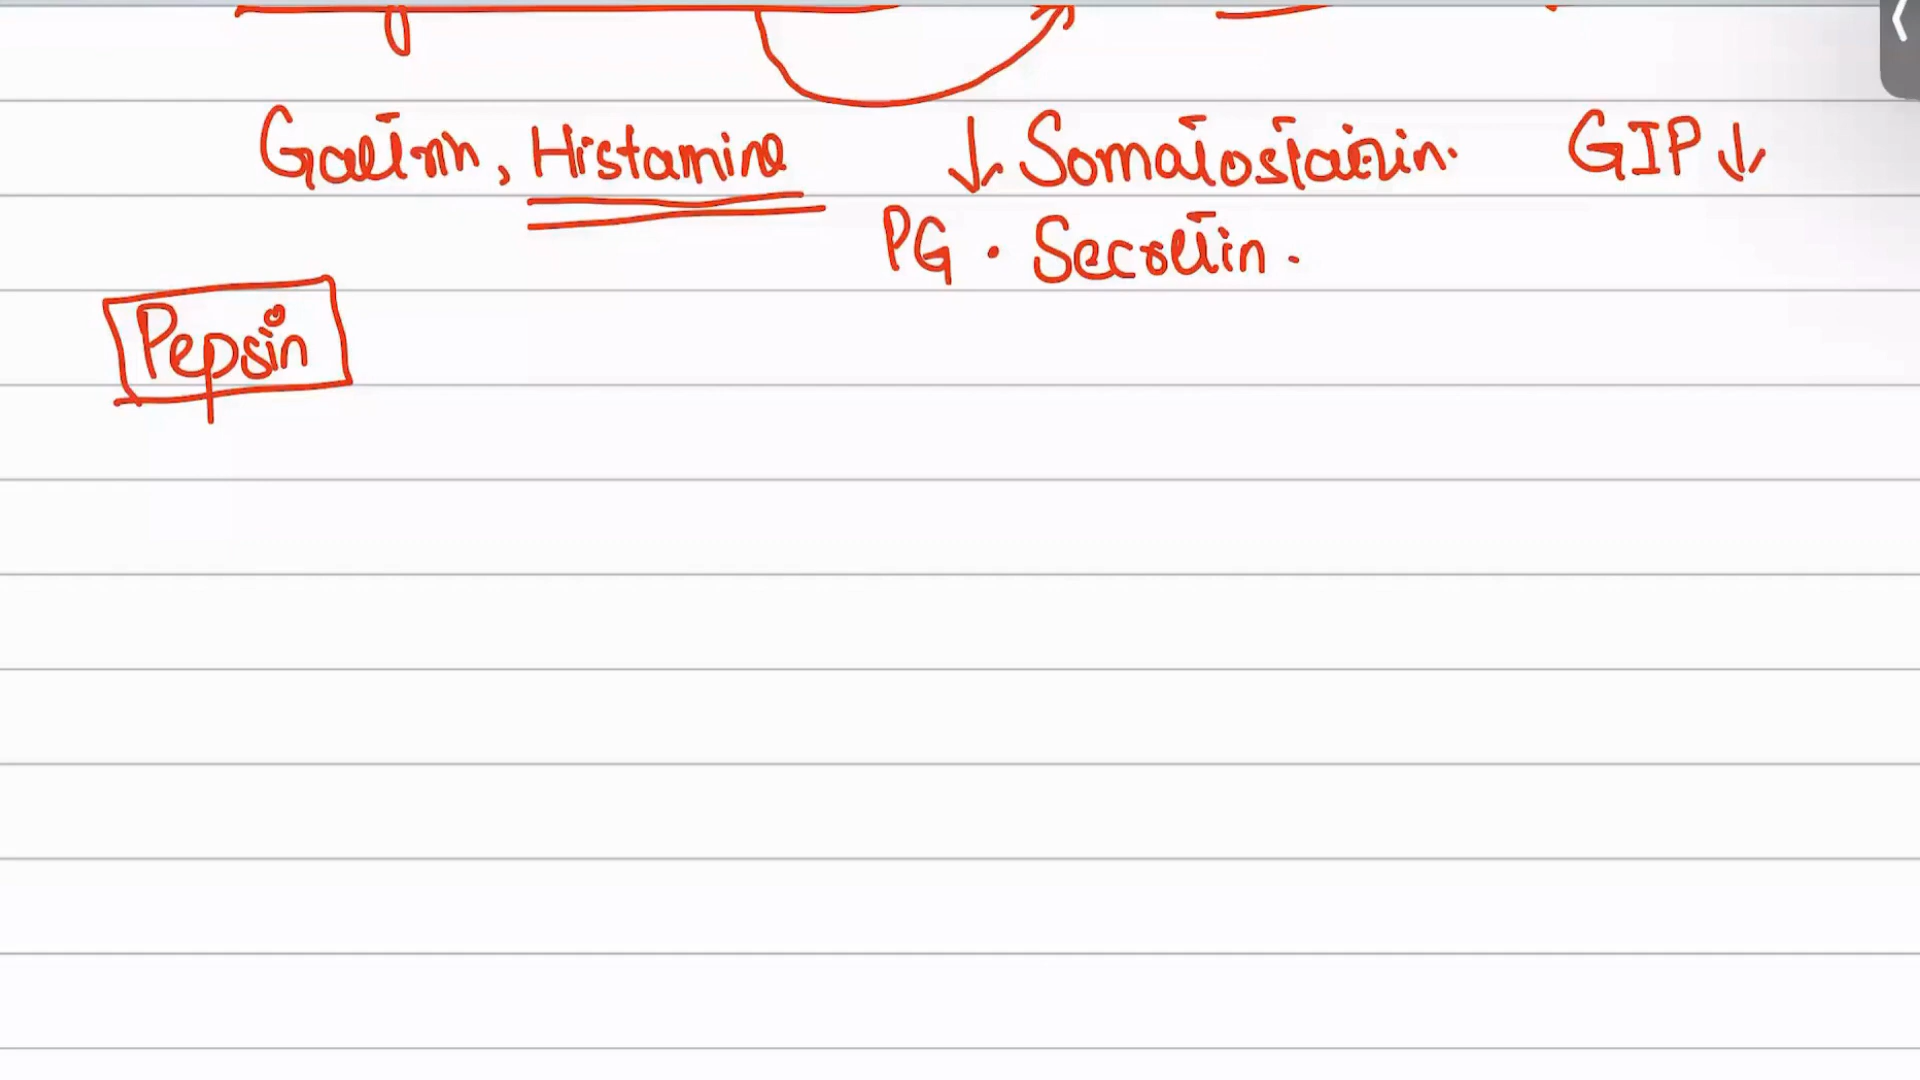 Gastrin, Histamine ↓ Somatostatin. GIP ↓
PG . Secretin .
Pepsin